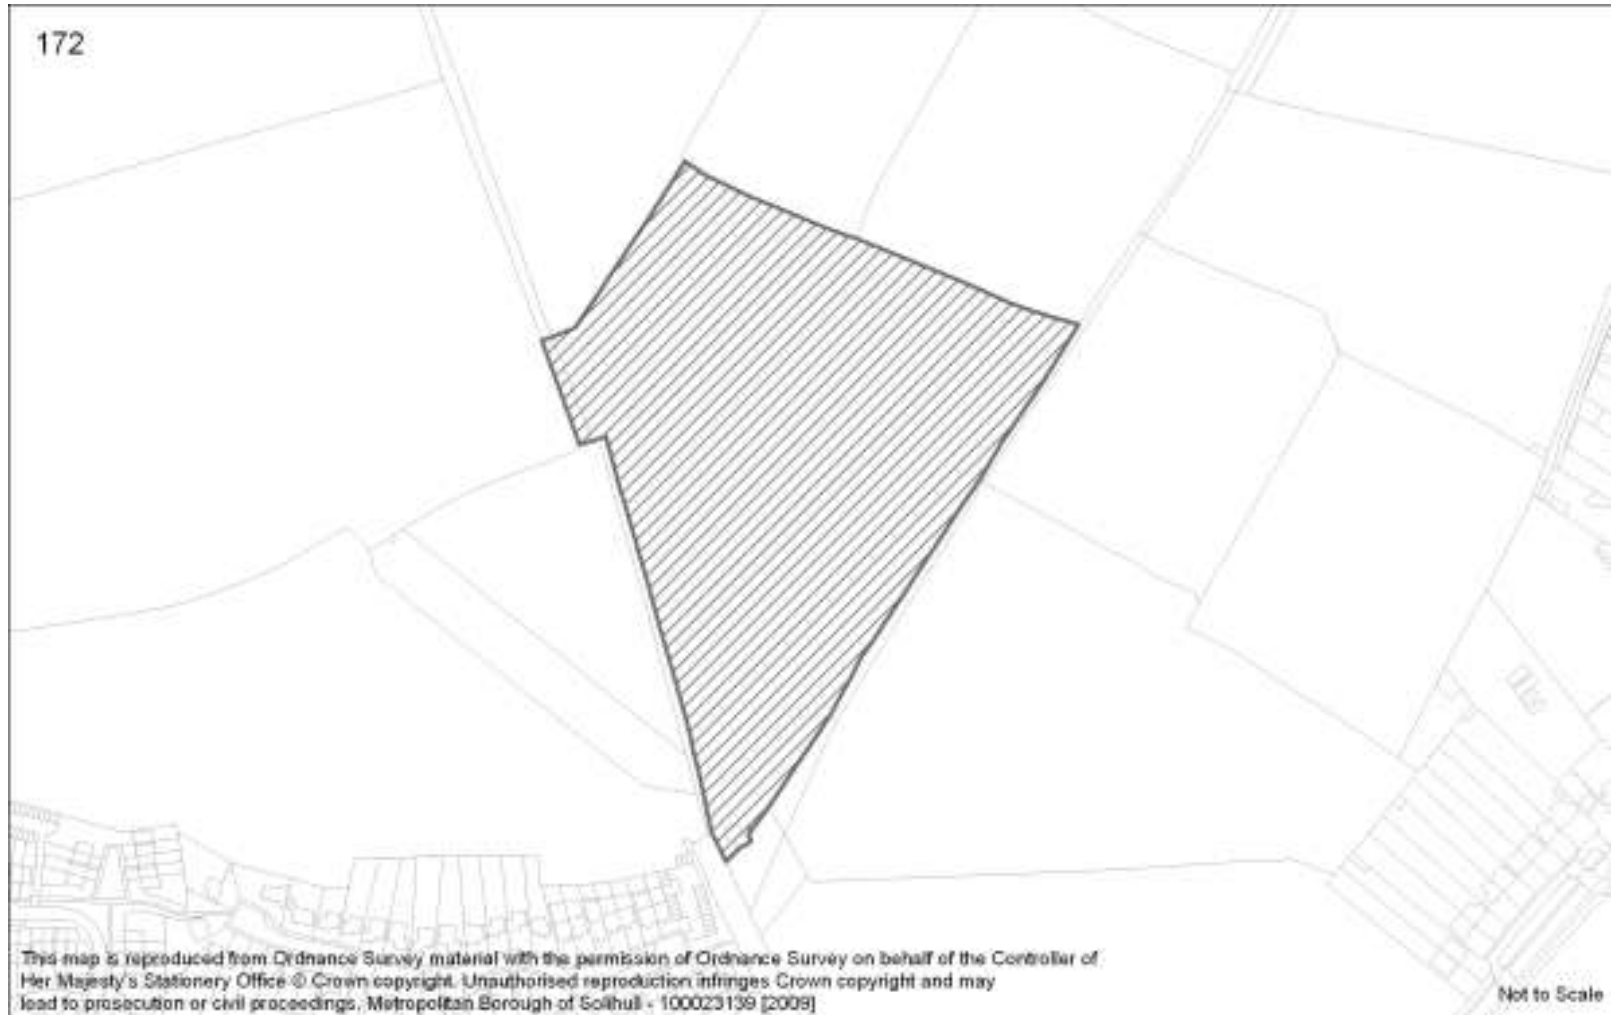 172
This map is reproduced from Ordnance Survey material with the permission of Ordnance Survey on behalf of the Controller of
Her Majesty's Stationery Office © Crown copyright. Unauthorised reproduction infringes Crown copyright and may
lead to prosecution or civil proceedings. Metropolitan Borough of Solihull - 100023139 [2009]
Not to Scale